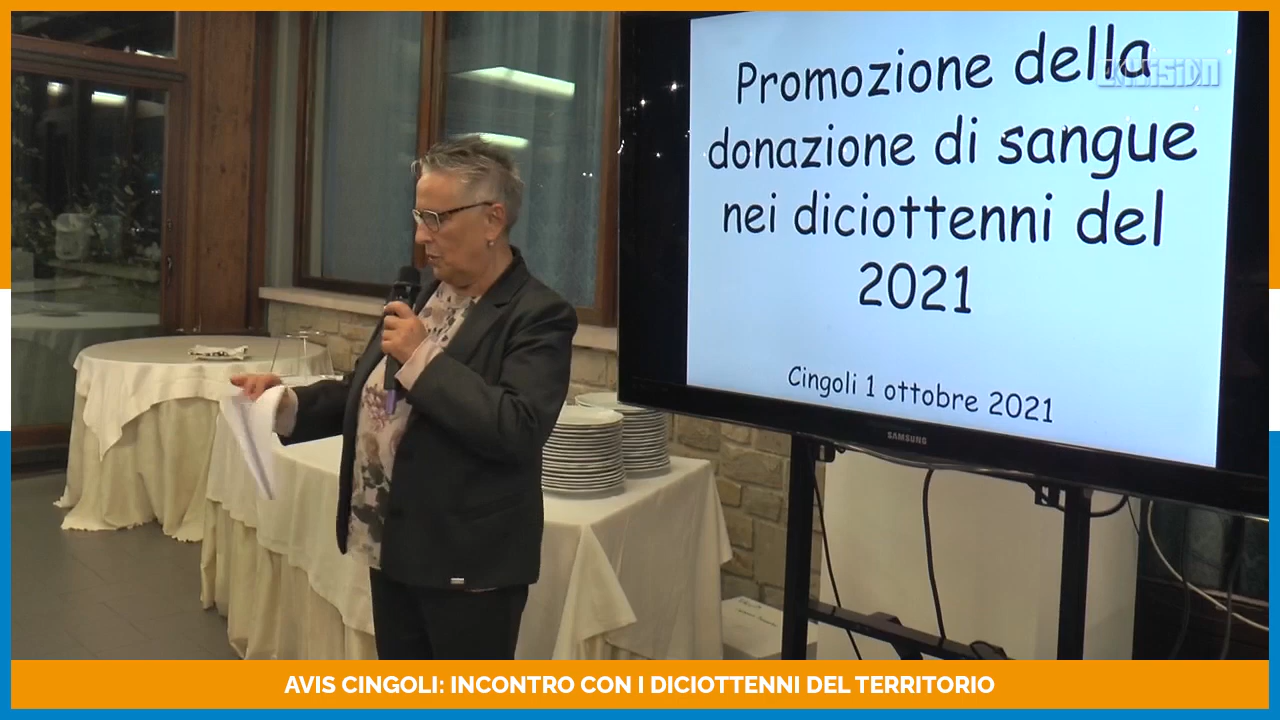 Promozione della
donazione di sangue
nei diciottenni del
2021
Cingoli 1 ottobre 2021
SAMSUNG
AVIS CINGOLI: INCONTRO CON I DICIOTTENNI DEL TERRITORIO